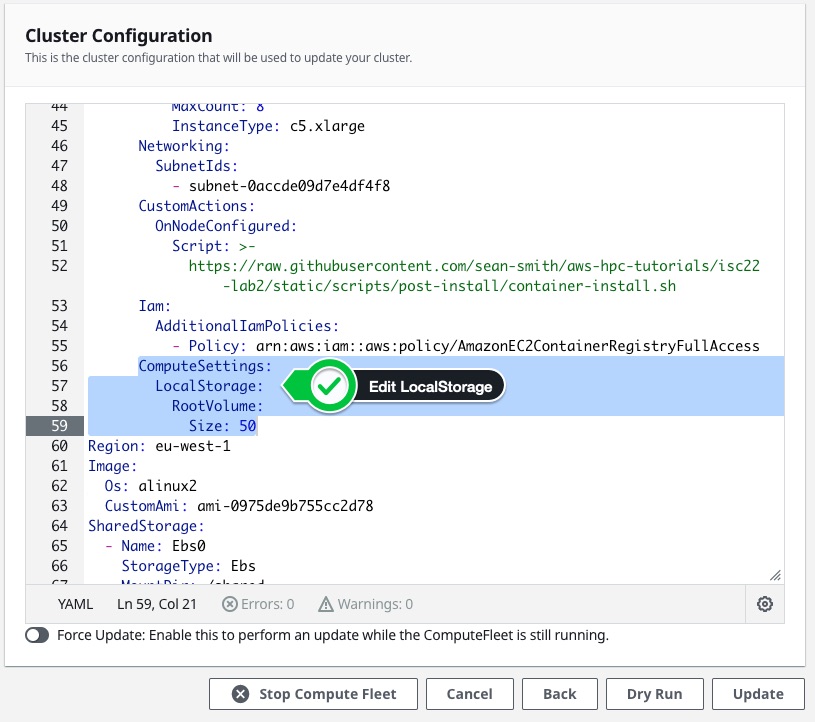 Cluster Configuration
This is the cluster configuration that will be used to update your cluster.
44 MaxCount: 8
45 InstanceType: c5.xlarge
46 Networking:
47 SubnetIds:
48 - subnet-0accde09d7e4df4f8
49 CustomActions:
50 OnNodeConfigured:
51 Script: >-
52 https://raw.githubusercontent.com/sean-smith/aws-hpc-tutorials/isc22
-lab2/static/scripts/post-install/container-install.sh
53 Iam:
54 AdditionalIamPolicies:
55 - Policy: arn:aws:iam::aws:policy/AmazonEC2ContainerRegistryFullAccess
56 ComputeSettings:
57 LocalStorage: Edit LocalStorage
58 RootVolume:
59 Size: 50
60 Region: eu-west-1
61 Image:
62 Os: alinux2
63 CustomAmi: ami-0975de9b755cc2d78
64 SharedStorage:
65 - Name: Ebs0
66 StorageType: Ebs
67 MountDir: /shared
YAML Ln 59, Col 21 Errors: 0 Warnings: 0
Force Update: Enable this to perform an update while the ComputeFleet is still running.
Stop Compute Fleet Cancel Back Dry Run Update